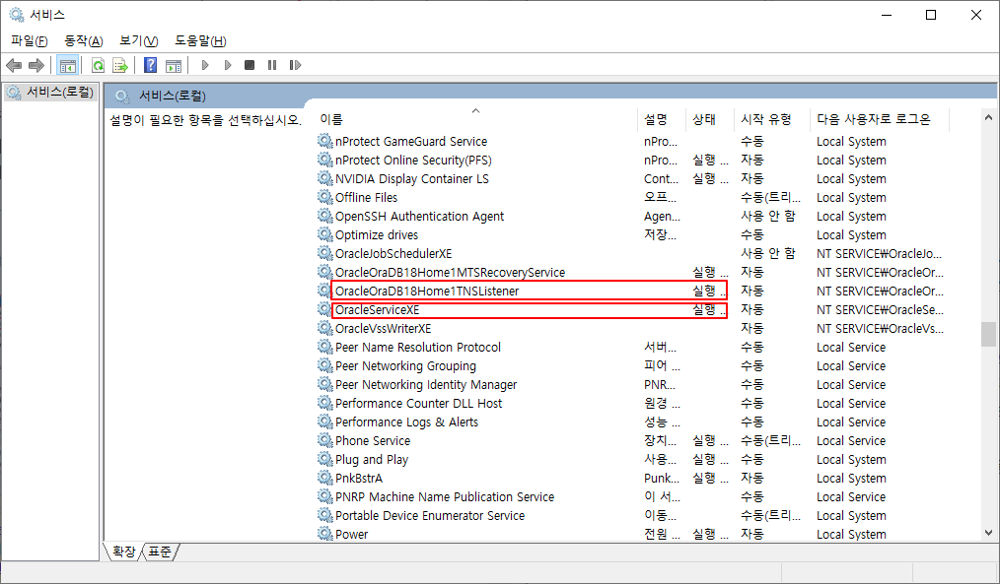 서비스
파일(F) 동작(A) 보기(V) 도움말(H)
서비스(로컬)
서비스(로컬)
설명이 필요한 항목을 선택하십시오.
이름 설명 상태 시작 유형 다음 사용자로 로그온
nProtect GameGuard Service nPro... 수동 Local System
nProtect Online Security(PFS) nPro... 실행 ... 자동 Local System
NVIDIA Display Container LS Cont... 실행 ... 자동 Local System
Offline Files 오프... 수동(트리... Local System
OpenSSH Authentication Agent Agen... 사용 안 함 Local System
Optimize drives 저장... 수동 Local System
OracleJobSchedulerXE 사용 안 함 NT SERVICE₩OracleJo...
OracleOraDB18Home1MTSRecoveryService 실행 ... 자동 NT SERVICE₩OracleOr...
OracleOraDB18Home1TNSListener 실행 ... 자동 NT SERVICE₩OracleOr...
OracleServiceXE 실행 ... 자동 NT SERVICE₩OracleSe...
OracleVssWriterXE 자동 NT SERVICE₩OracleVs...
Peer Name Resolution Protocol 서버... 수동 Local Service
Peer Networking Grouping 피어 ... 수동 Local Service
Peer Networking Identity Manager PNR... 수동 Local Service
Performance Counter DLL Host 원경 ... 수동 Local Service
Performance Logs & Alerts 성능 ... 수동 Local Service
Phone Service 장치... 실행 ... 수동(트리... Local Service
Plug and Play 사용... 실행 ... 수동 Local System
PnkBstrA Punk... 실행 ... 자동 Local System
PNRP Machine Name Publication Service 이 서... 수동 Local Service
Portable Device Enumerator Service 이동... 수동(트리... Local System
Power 전원 ... 실행 ... 자동 Local System
확장 표준